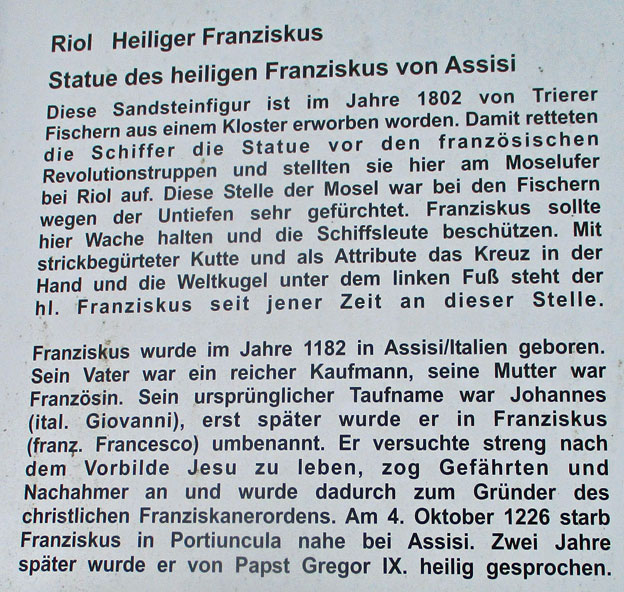 Riol Heiliger Franziskus
Statue des heiligen Franziskus von Assisi
Diese Sandsteinfigur ist im Jahre 1802 von Trierer
Fischern aus einem Kloster erworben worden. Damit retteten
die Schiffer die Statue vor den französischen
Revolutionstruppen und stellten sie hier am Moselufer
bei Riol auf. Diese Stelle der Mosel war bei den Fischern
wegen der Untiefen sehr gefürchtet. Franziskus sollte
hier Wache halten und die Schiffsleute beschützen. Mit
strickbegürteter Kutte und als Attribute das Kreuz in der
Hand und die Weltkugel unter dem linken Fuß steht der
hl. Franziskus seit jener Zeit an dieser Stelle.
Franziskus wurde im Jahre 1182 in Assisi/Italien geboren.
Sein Vater war ein reicher Kaufmann, seine Mutter war
Französin. Sein ursprünglicher Taufname war Johannes
(ital. Giovanni), erst später wurde er in Franziskus
(franz. Francesco) umbenannt. Er versuchte streng nach
dem Vorbilde Jesu zu leben, zog Gefährten und
Nachahmer an und wurde dadurch zum Gründer des
christlichen Franziskanerordens. Am 4. Oktober 1226 starb
Franziskus in Portiuncula nahe bei Assisi. Zwei Jahre
später wurde er von Papst Gregor IX. heilig gesprochen.